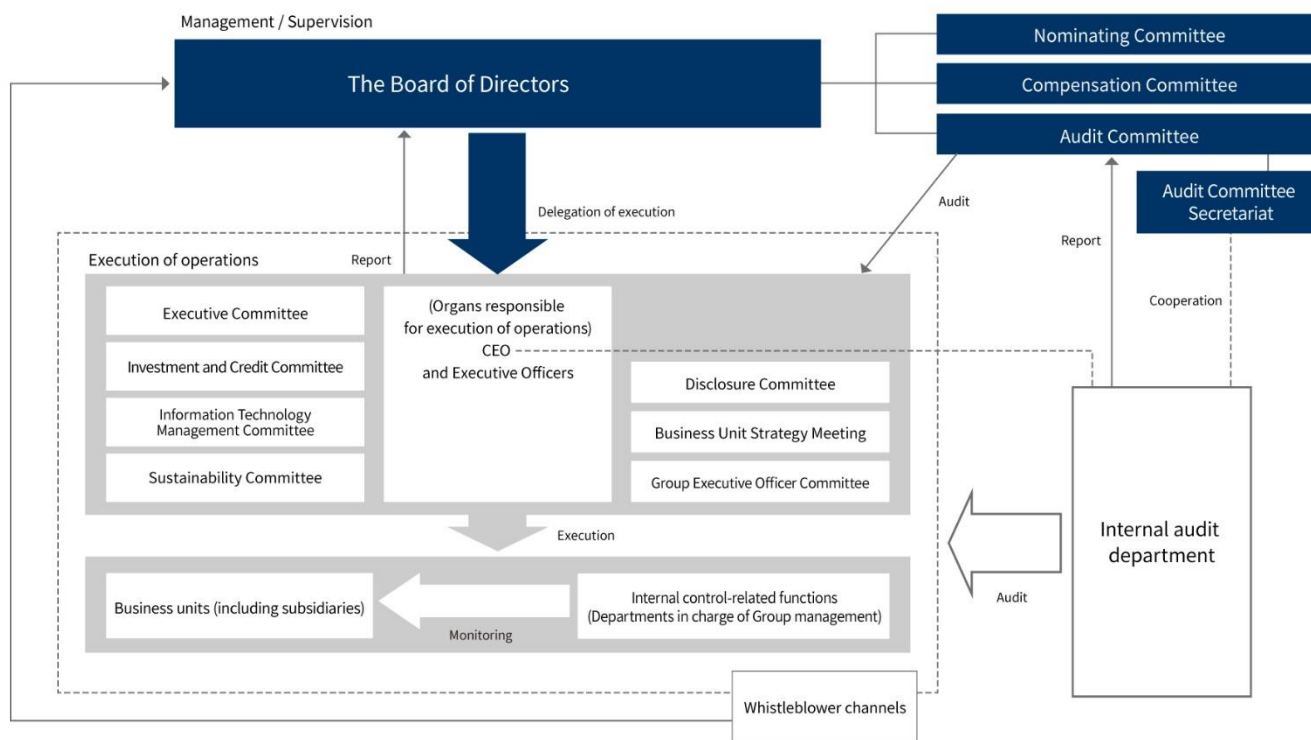 Management / Supervision
The Board of Directors
Nominating Committee
Compensation Committee
Audit Committee
Audit Committee
Secretariat
Audit
Report
Cooperation
Delegation of execution
Execution of operations
Report
Executive Committee
Investment and Credit Committee
Information Technology
Management Committee
Sustainability Committee
(Organs responsible
for execution of operations)
CEO
and Executive Officers
Disclosure Committee
Business Unit Strategy Meeting
Group Executive Officer Committee
Execution
Business units (including subsidiaries)
Monitoring
Internal control-related functions
(Departments in charge of Group management)
Internal audit
department
Audit
Whistleblower channels